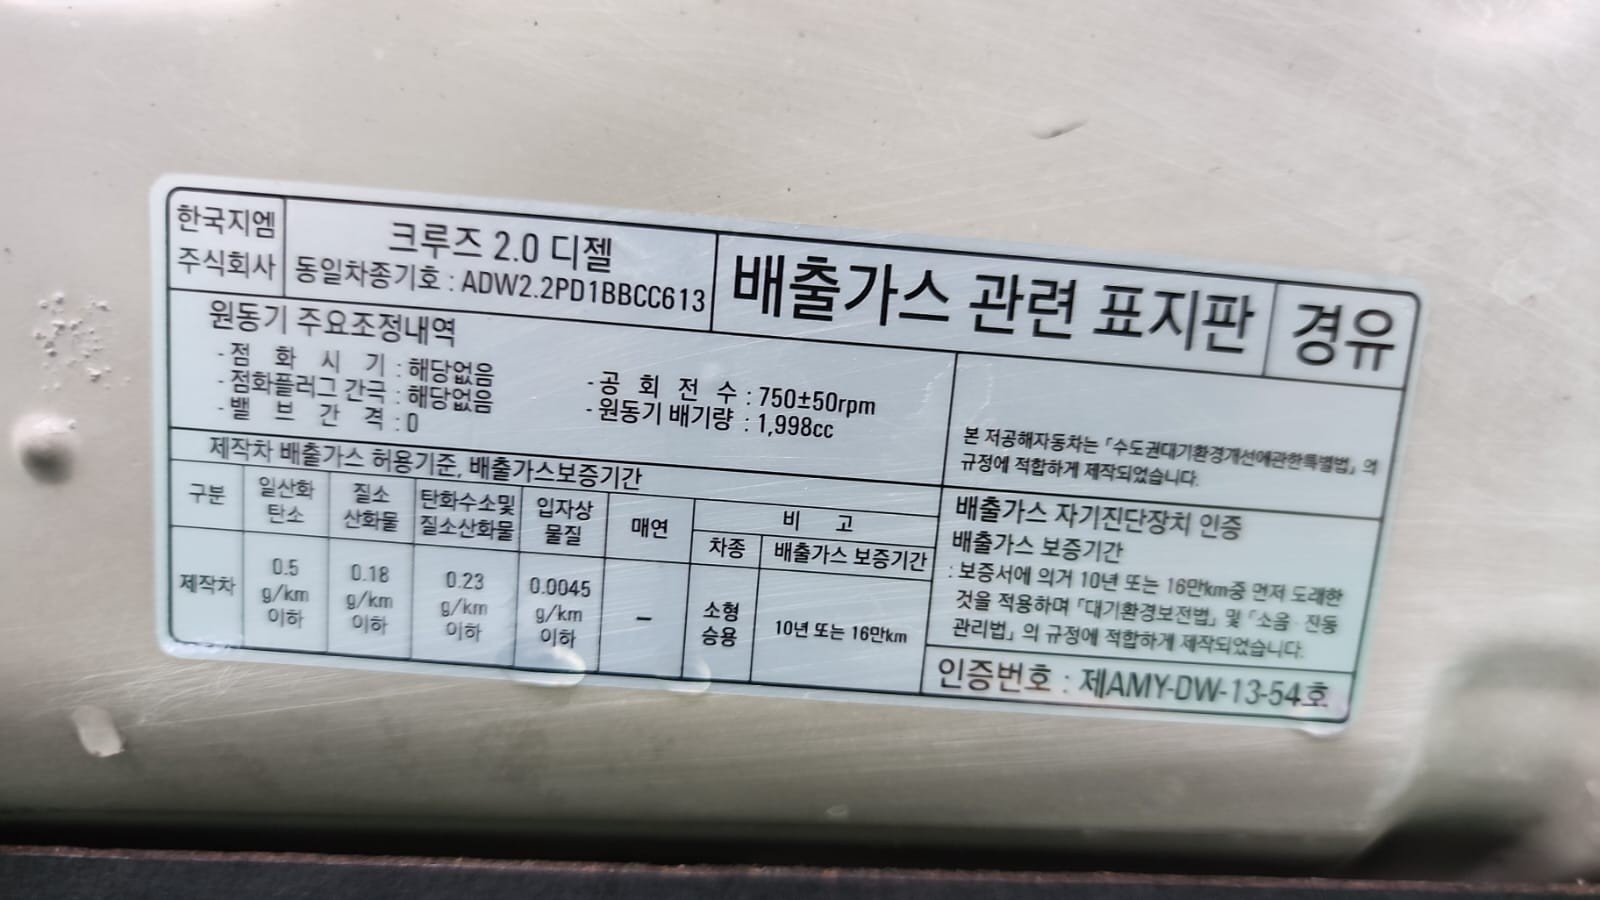 한국지엠
주식회사
크루즈 2.0 디젤
동일차종기호 : ADW2.2PD1BBCC613
배출가스 관련 표지판
경유
원동기 주요조정내역
- 점 화 시 기 : 해당없음
- 점화플러그 간극 : 해당없음
- 밸 브 간 격 : 0
- 공 회 전 수 : 750±50rpm
- 원동기 배기량 : 1,998cc
본 저공해자동차는 「수도권대기환경개선에관한특별법」의
규정에 적합하게 제작되었습니다.
제작차 배출가스 허용기준, 배출가스보증기간
구분
일산화
탄소
질소
산화물
탄화수소및
질소산화물
입자상
물질
매연
비 고
차종
배출가스 보증기간
제작차
0.5
g/km
이하
0.18
g/km
이하
0.23
g/km
이하
0.0045
g/km
이하
–
소형
승용
10년 또는 16만km
배출가스 자기진단장치 인증
배출가스 보증기간
: 보증서에 의거 10년 또는 16만km중 먼저 도래한
것을 적용하며 「대기환경보전법」 및 「소음·진동
관리법」의 규정에 적합하게 제작되었습니다.
인증번호 : 제AMY-DW-13-54호